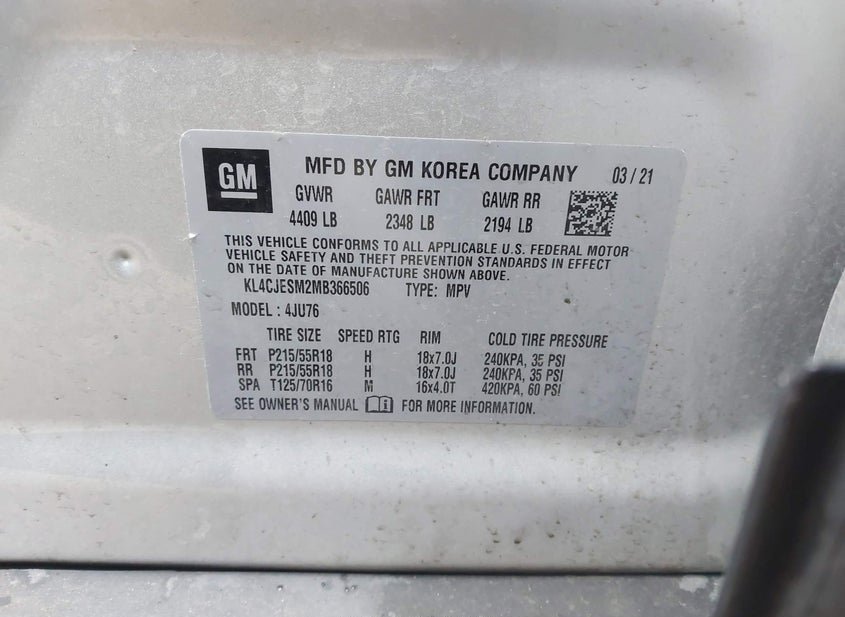 GM MFD BY GM KOREA COMPANY 03/21
GVWR GAWR FRT GAWR RR
4409 LB 2348 LB 2194 LB
THIS VEHICLE CONFORMS TO ALL APPLICABLE U.S. FEDERAL MOTOR
VEHICLE SAFETY AND THEFT PREVENTION STANDARDS IN EFFECT
ON THE DATE OF MANUFACTURE SHOWN ABOVE.
KL4CJESM2MB366506 TYPE: MPV
MODEL: 4JU76
TIRE SIZE SPEED RTG RIM COLD TIRE PRESSURE
FRT P215/55R18 H 18x7.0J 240KPA, 35 PSI
RR P215/55R18 H 18x7.0J 240KPA, 35 PSI
SPA T125/70R16 M 16x4.0T 420KPA, 60 PSI
SEE OWNER'S MANUAL FOR MORE INFORMATION.